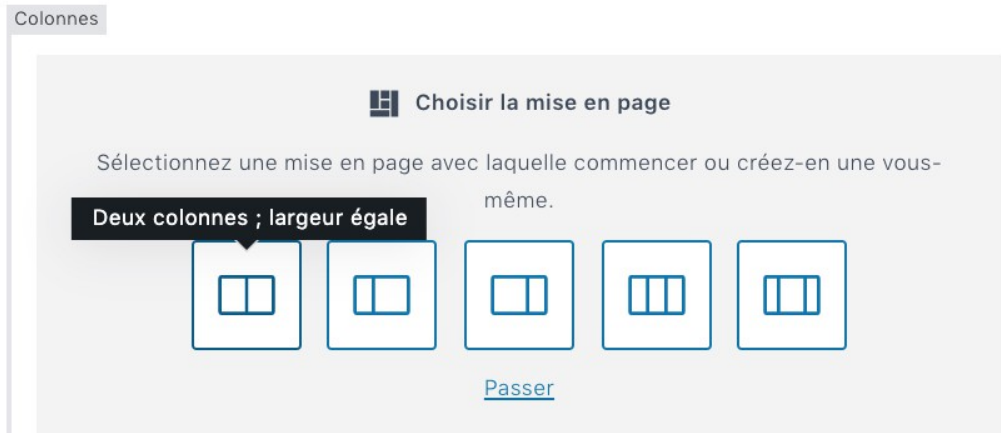 Colonnes
Choisir la mise en page
Sélectionnez une mise en page avec laquelle commencer ou créez-en une vous-
même.
Deux colonnes ; largeur égale
Passer